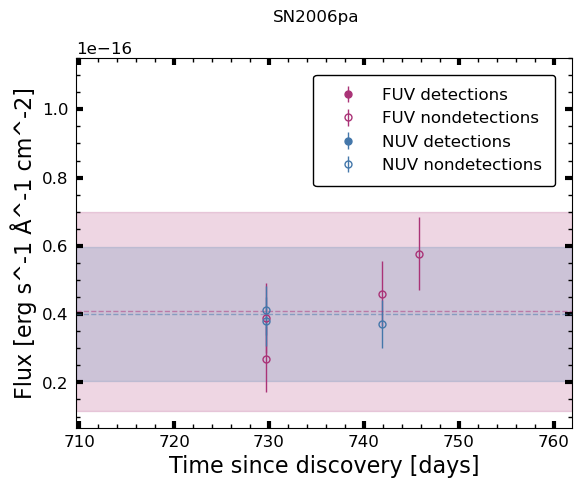 SN2006pa
1e−16
1.0
0.8
0.6
0.4
0.2
Flux [erg s^-1 Å^-1 cm^-2]
FUV detections
FUV nondetections
NUV detections
NUV nondetections
710 720 730 740 750 760
Time since discovery [days]